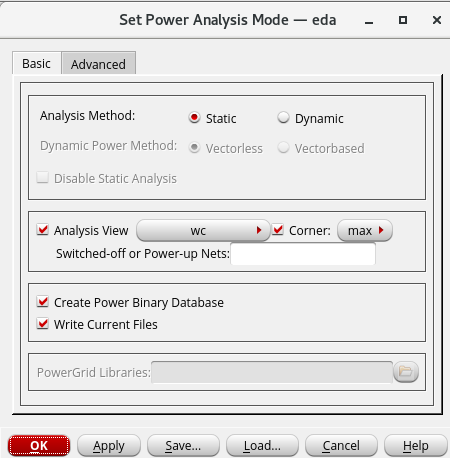 Set Power Analysis Mode — eda
Basic Advanced
Analysis Method: Static Dynamic
Dynamic Power Method: Vectorless Vectorbased
Disable Static Analysis
Analysis View wc Corner: max
Switched-off or Power-up Nets:
Create Power Binary Database
Write Current Files
PowerGrid Libraries:
OK Apply Save... Load... Cancel Help